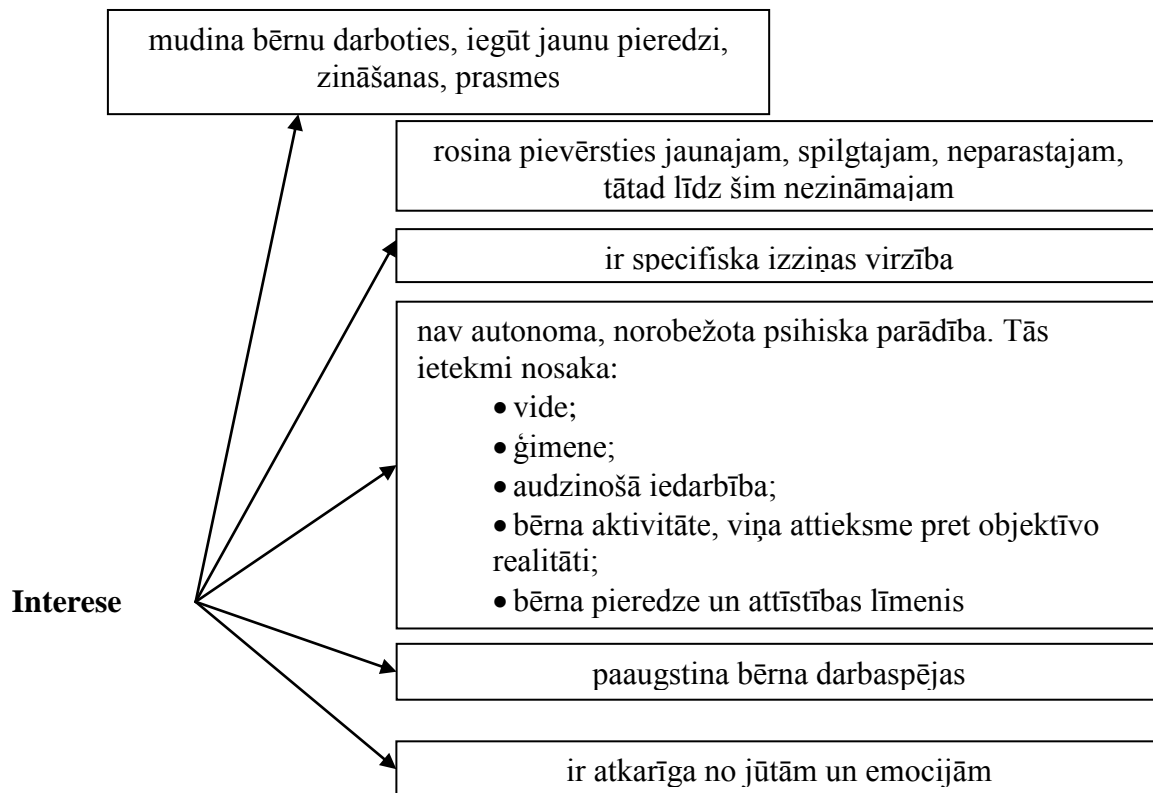 mudina bērnu darboties, iegūt jaunu pieredzi,
zināšanas, prasmes
rosina pievērsties jaunajam, spilgtajam, neparastajam,
tātad līdz šim nezināmajam
ir specifiska izziņas virzība
nav autonoma, norobežota psihiska parādība. Tās
ietekmi nosaka:
• vide;
• ģimene;
• audzinošā iedarbība;
• bērna aktivitāte, viņa attieksme pret objektīvo
realitāti;
• bērna pieredze un attīstības līmenis
Interese
paaugstina bērna darbaspējas
ir atkarīga no jūtām un emocijām